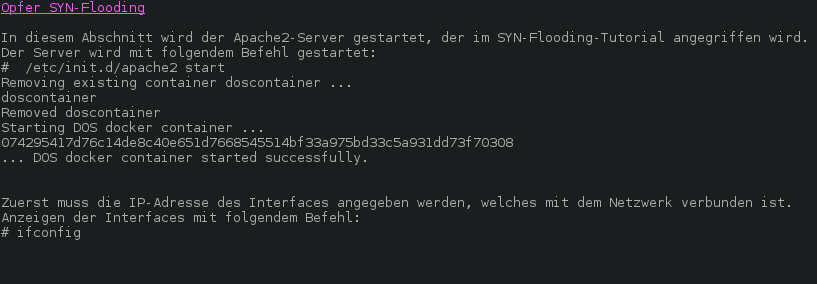 Opfer SYN-Flooding
In diesem Abschnitt wird der Apache2-Server gestartet, der im SYN-Flooding-Tutorial angegriffen wird.
Der Server wird mit folgendem Befehl gestartet:
#  /etc/init.d/apache2 start
Removing existing container doscontainer ...
doscontainer
Removed doscontainer
Starting DOS docker container ...
074295417d76c14de8c40e651d7668545514bf33a975bd33c5a931dd73f70308
... DOS docker container started successfully.
Zuerst muss die IP-Adresse des Interfaces angegeben werden, welches mit dem Netzwerk verbunden ist.
Anzeigen der Interfaces mit folgendem Befehl:
# ifconfig